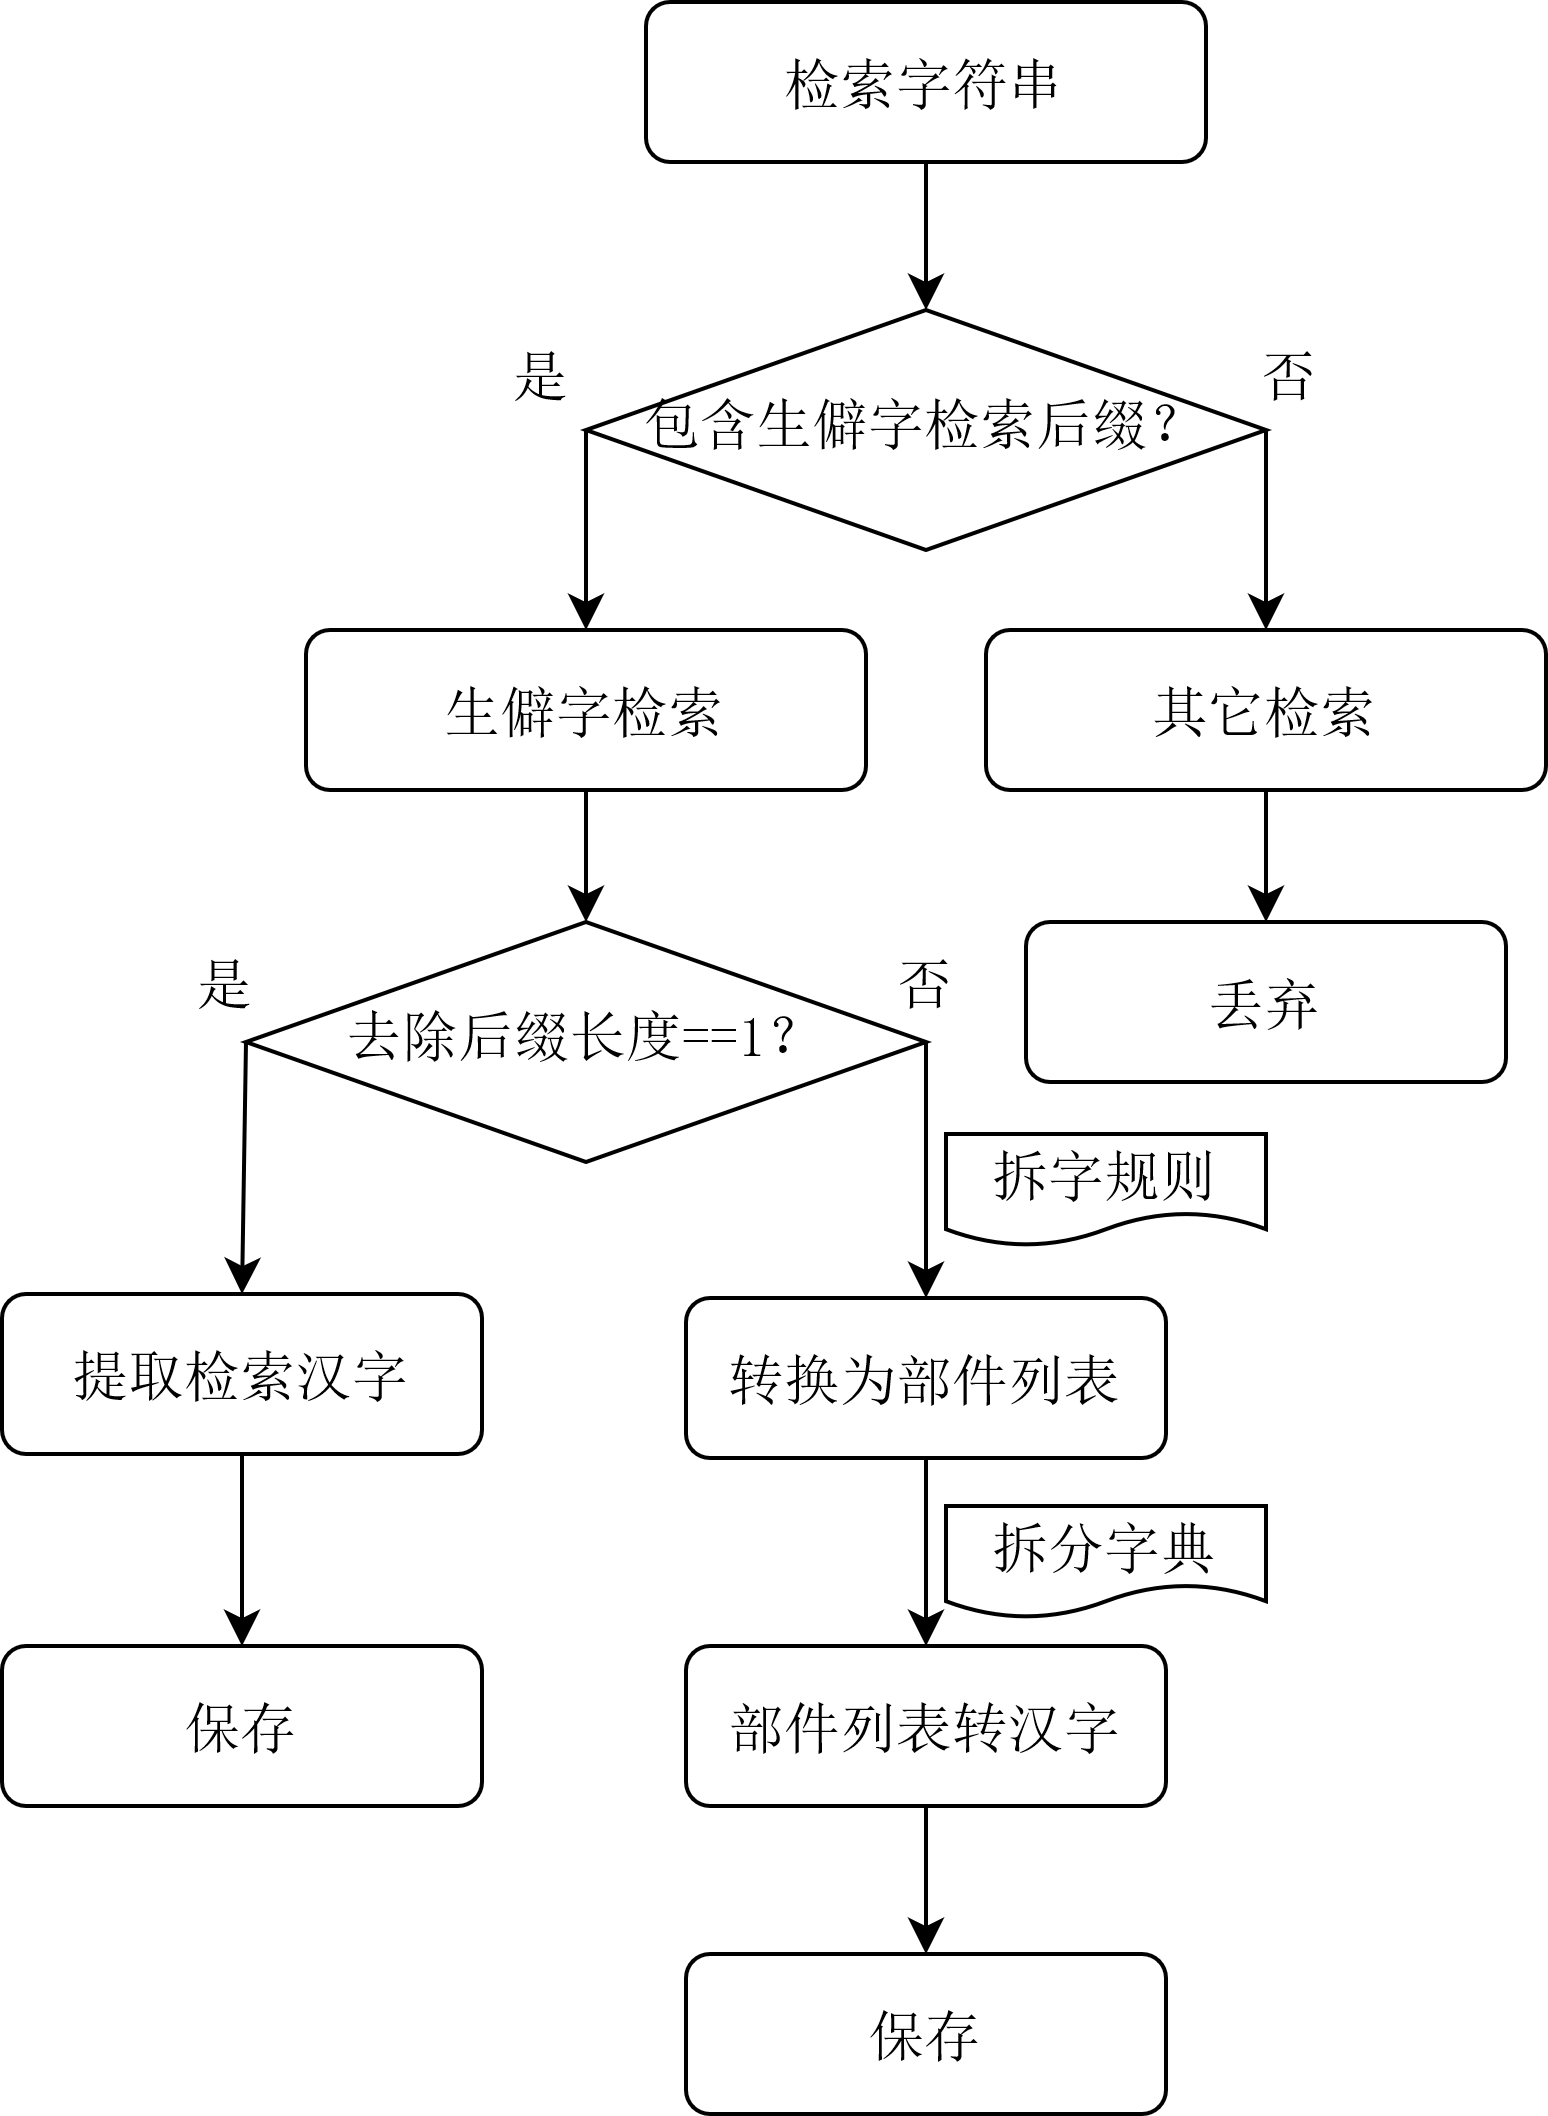 检索字符串
是
否
包含生僻字检索后缀？
生僻字检索
其它检索
是
否
去除后缀长度==1？
丢弃
拆字规则
提取检索汉字
转换为部件列表
拆分字典
保存
部件列表转汉字
保存